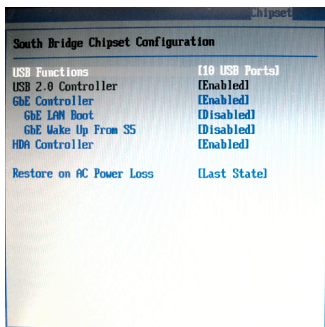 Chipset
South Bridge Chipset Configuration
USB Functions [10 USB Ports]
USB 2.0 Controller [Enabled]
GbE Controller [Enabled]
GbE LAN Boot [Disabled]
GbE Wake Up From S5 [Disabled]
HDA Controller [Enabled]
Restore on AC Power Loss [Last State]